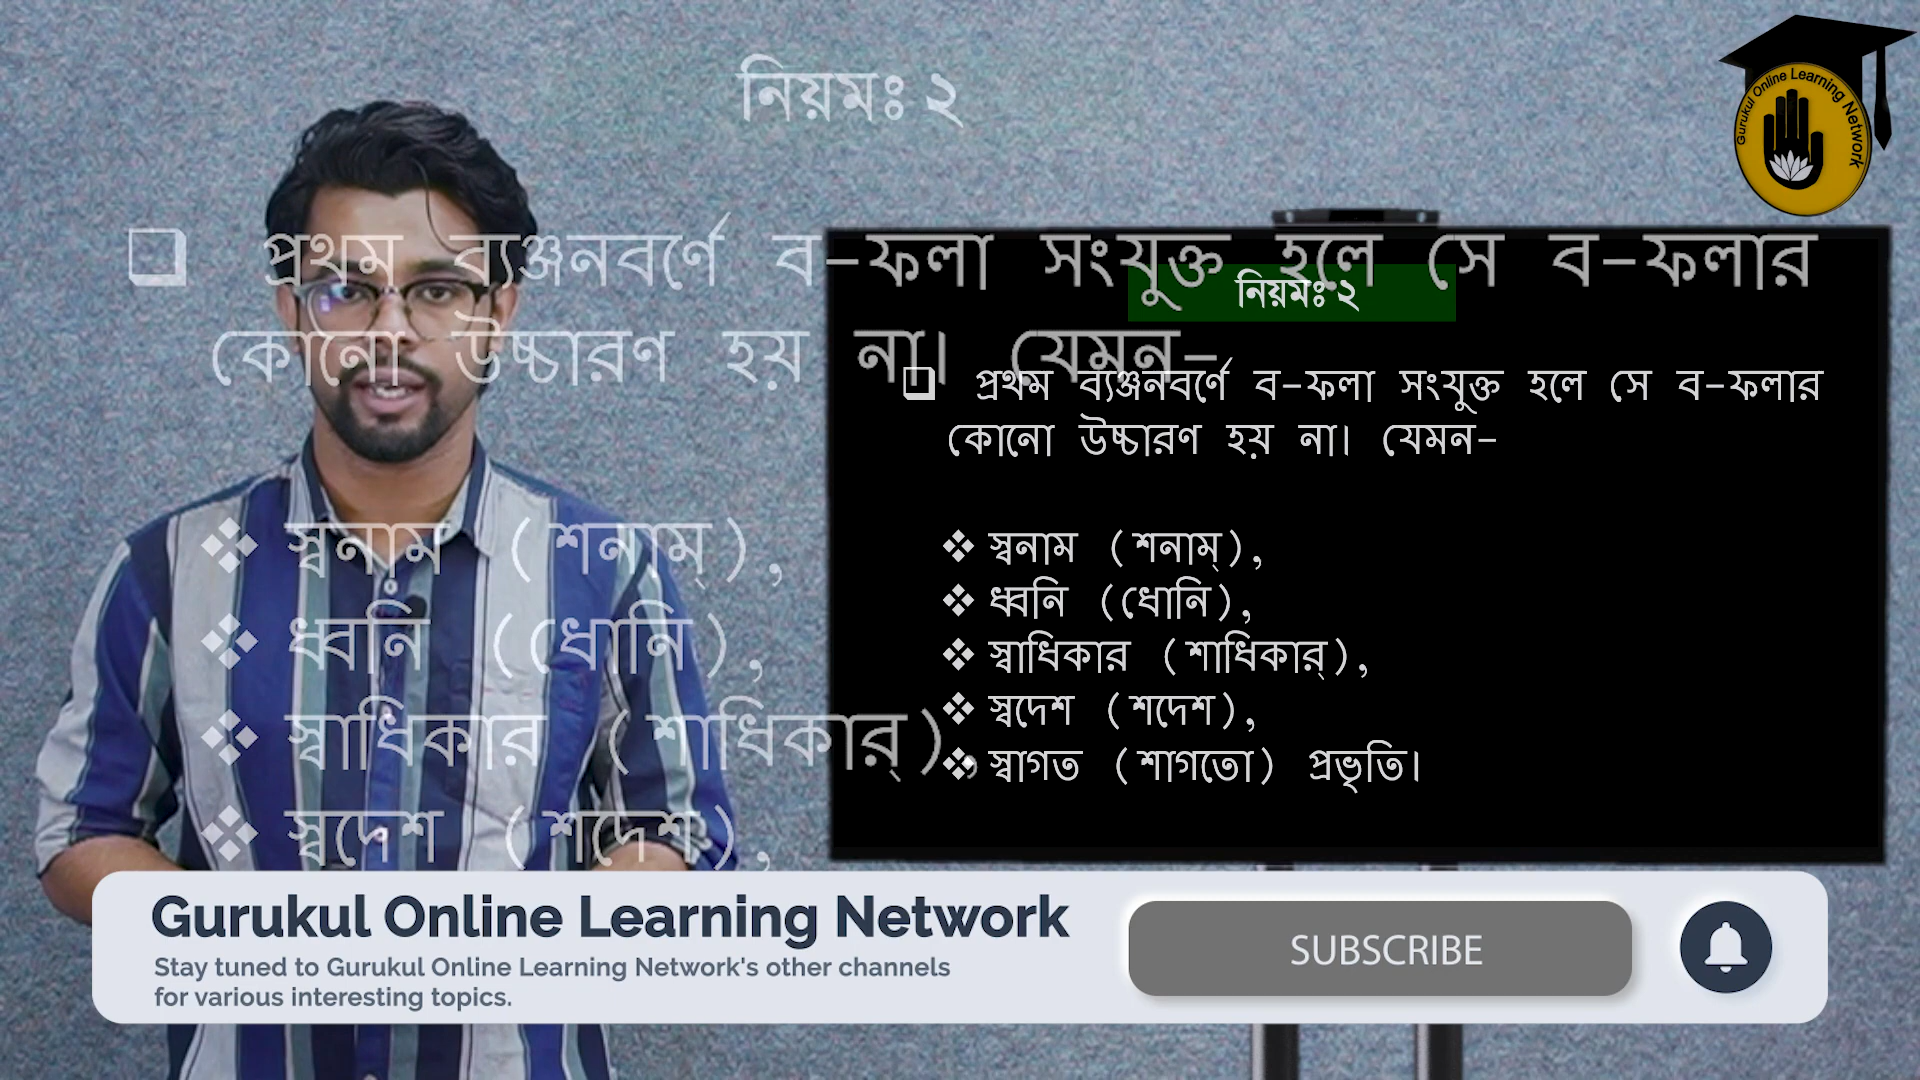 নিয়মঃ ২
❑ প্রথম ব্যঞ্জনবর্ণে ব-ফলা সংযুক্ত হলে সে ব-ফলার
কোনো উচ্চারণ হয় না। যেমন-
❖ স্বনাম (শনাম্),
❖ ধ্বনি (ধোনি),
❖ স্বাধিকার (শাধিকার্),
❖ স্বদেশ (শদেশ),
Gurukul Online Learning Network
নিয়মঃ ২
❑ প্রথম ব্যঞ্জনবর্ণে ব-ফলা সংযুক্ত হলে সে ব-ফলার
কোনো উচ্চারণ হয় না। যেমন-
❖ স্বনাম (শনাম্),
❖ ধ্বনি (ধোনি),
❖ স্বাধিকার (শাধিকার্),
❖ স্বদেশ (শদেশ),
❖ স্বাগত (শাগতো) প্রভৃতি।
Gurukul Online Learning Network
Stay tuned to Gurukul Online Learning Network's other channels
for various interesting topics.
SUBSCRIBE